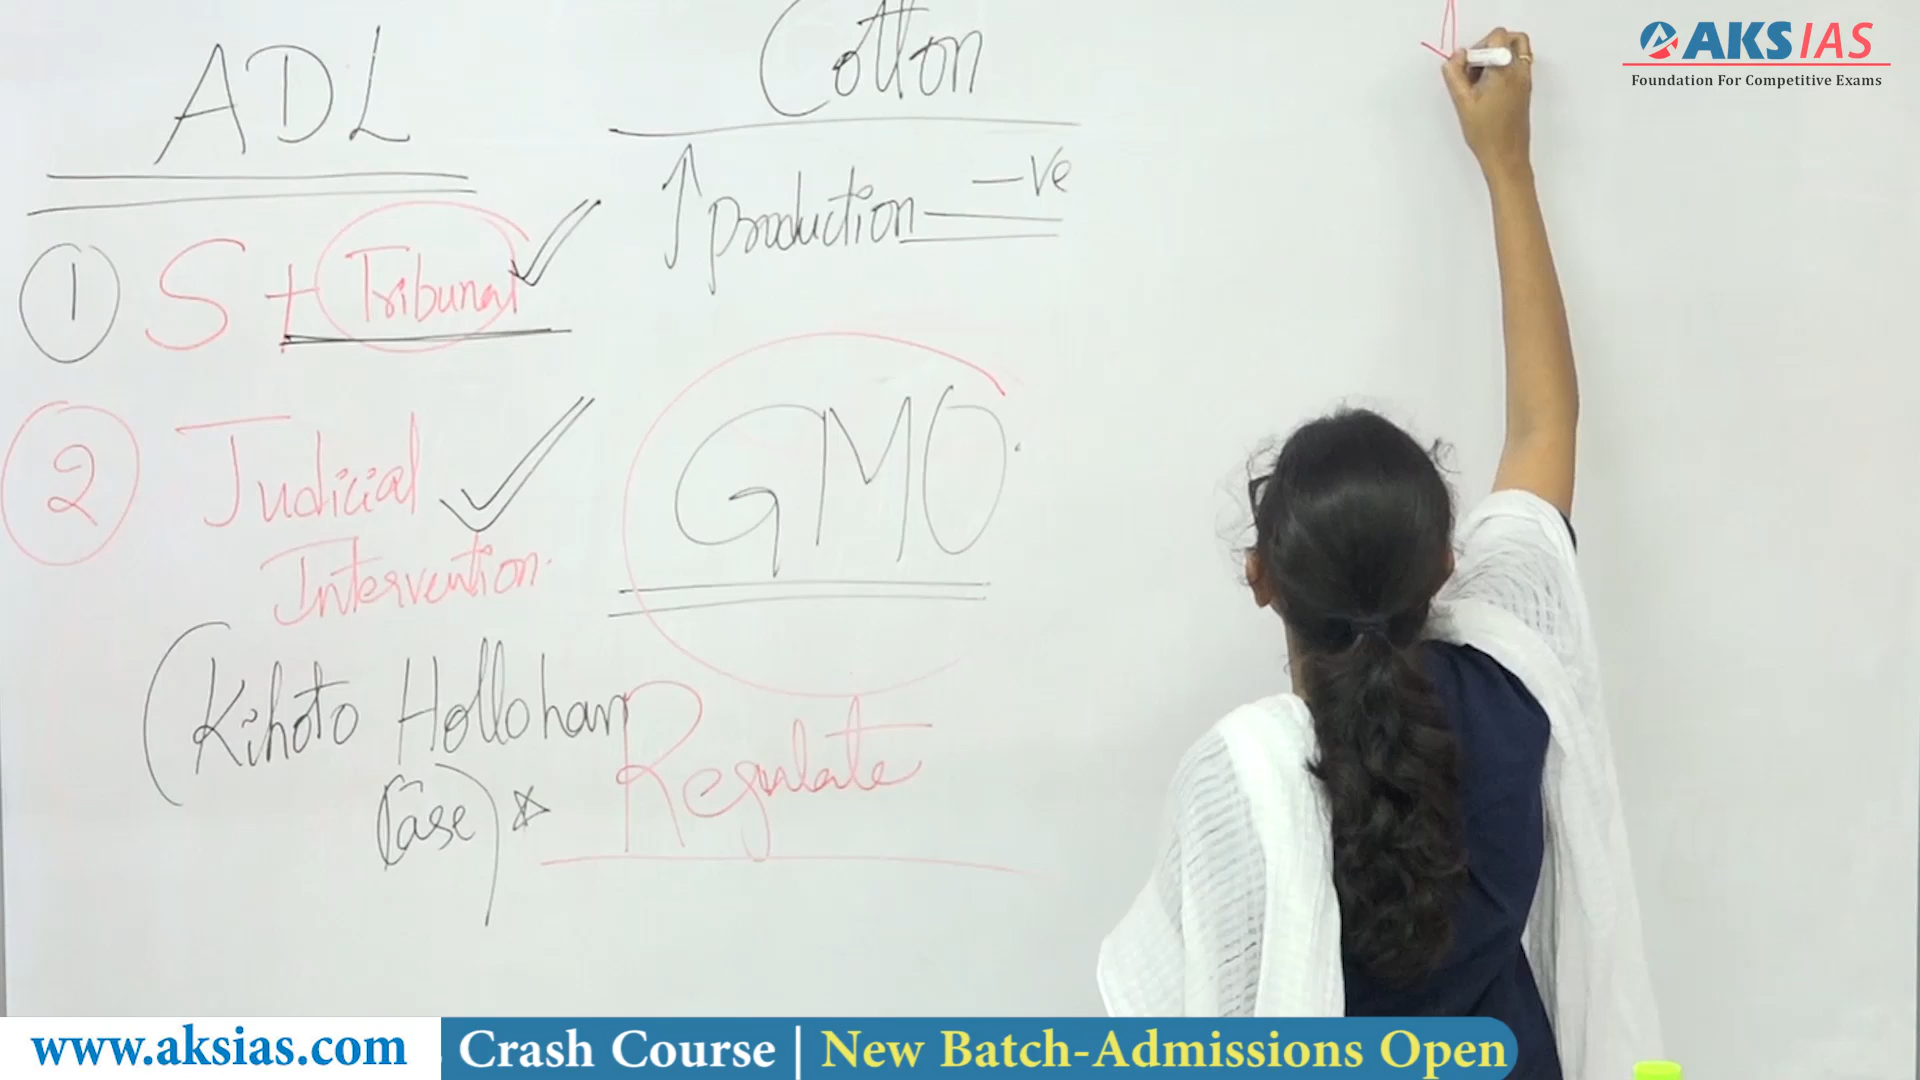 ADL
① S + Tribunal
② Judicial
Intervention.
(Kihoto Hollohan
Case) *
Cotton
↑ production
-ve
GMO
Regulate
AKS IAS
Foundation For Competitive Exams
www.aksias.com
Crash Course | New Batch-Admissions Open